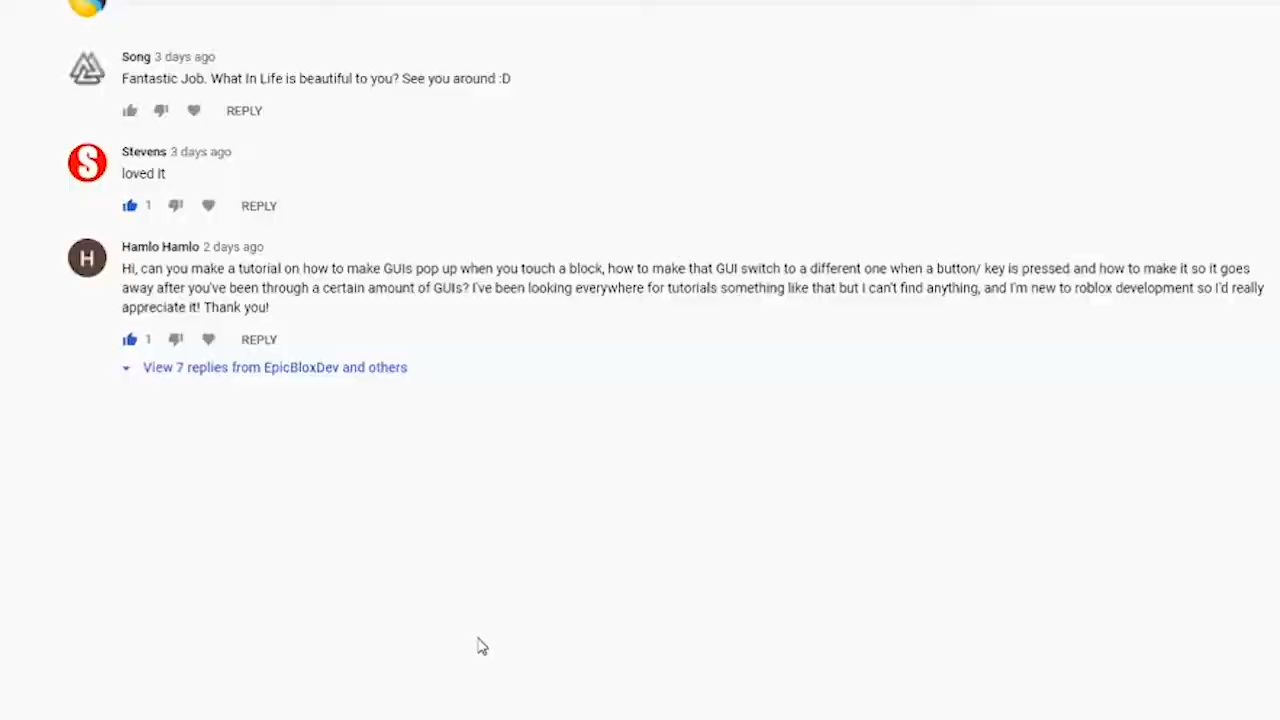 Song 3 days ago
Fantastic Job. What In Life is beautiful to you? See you around :D
REPLY
S
Stevens 3 days ago
loved it
1 REPLY
H
Hamlo Hamlo 2 days ago
Hi, can you make a tutorial on how to make GUIs pop up when you touch a block, how to make that GUI switch to a different one when a button/ key is pressed and how to make it so it goes
away after you've been through a certain amount of GUIs? I've been looking everywhere for tutorials something like that but I can't find anything, and I'm new to roblox development so I'd really
appreciate it! Thank you!
1 REPLY
View 7 replies from EpicBloxDev and others